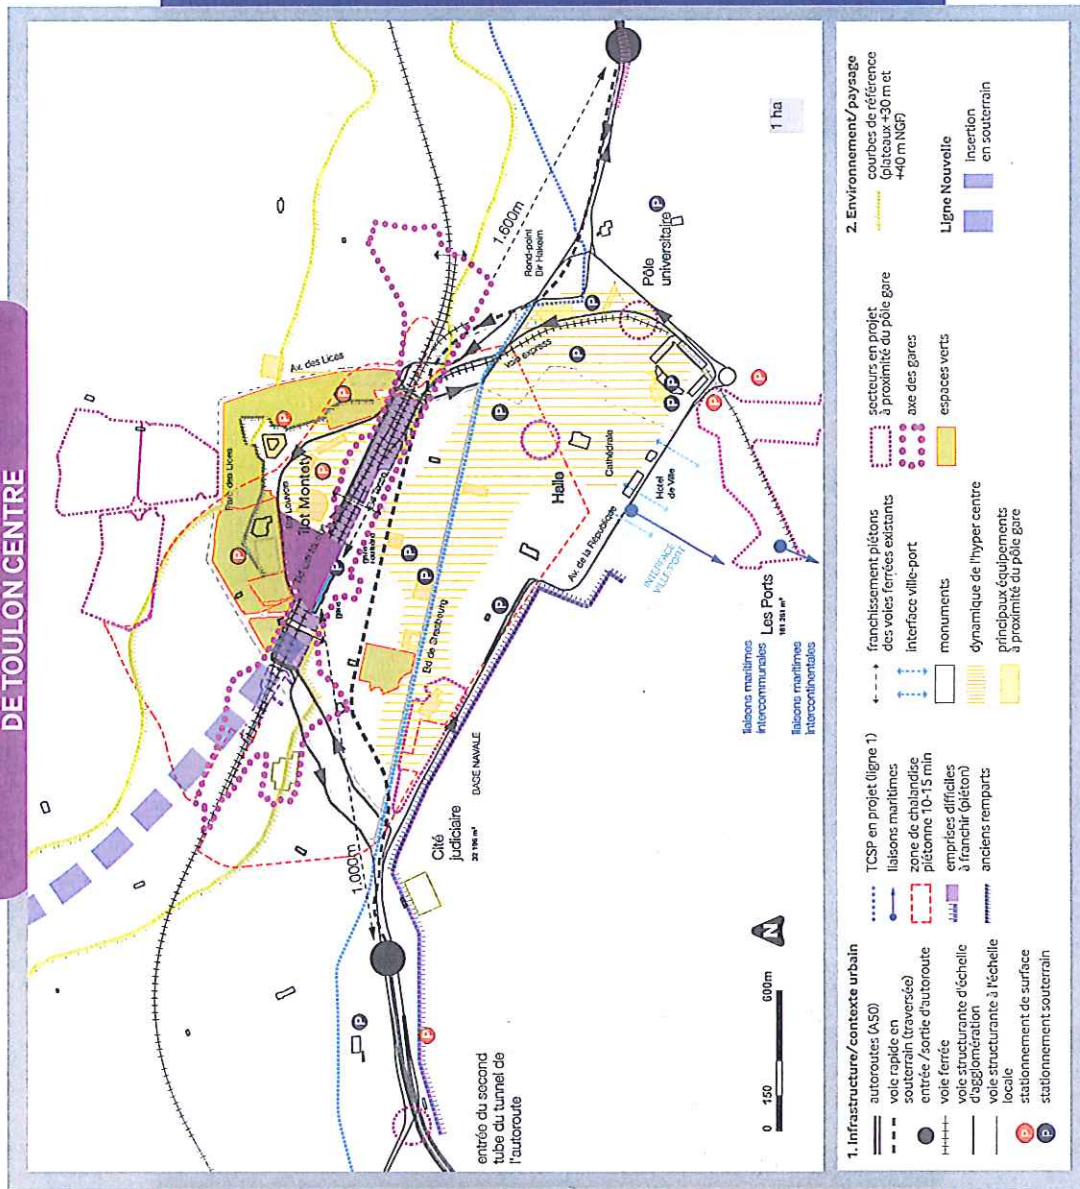 DE TOULON CENTRE
1 ha
1.600m
Av. des Lices
Parc des Lices
Îlot Montéty
Rond-point
Bir Hakeim
Pôle
universitaire
Voie express
Halle
Cathédrale
Hôtel
de Ville
Av. de la République
INTERFACE
VILLE-PORT
Les Ports
Bd de Strasbourg
liaisons maritimes
intercommunales
liaisons maritimes
intercontinentales
BASE NAVALE
Cité
judiciaire
1.000m
entrée du second
tube du tunnel de
l'autoroute
N
0
150
600m
P
1. Infrastructure/contexte urbain
autoroutes (A50)
voie rapide en
souterrain (traversée)
entrée /sortie d'autoroute
voie ferrée
voie structurante d'échelle
d'agglomération
voie structurante à l'échelle
locale
P stationnement de surface
P stationnement souterrain
TCSP en projet (ligne 1)
liaisons maritimes
zone de chalandise
piétonne 10-15 min
emprises difficiles
à franchir (piéton)
anciens remparts
franchissement piétons
des voies ferrées existants
interface ville-port
monuments
dynamique de l'hyper centre
principaux équipements
à proximité du pôle gare
secteurs en projet
à proximité du pôle gare
axe des gares
espaces verts
2. Environnement/paysage
courbes de référence
(plateaux +30 m et
+40 m NGF)
Ligne Nouvelle
insertion
en souterrain